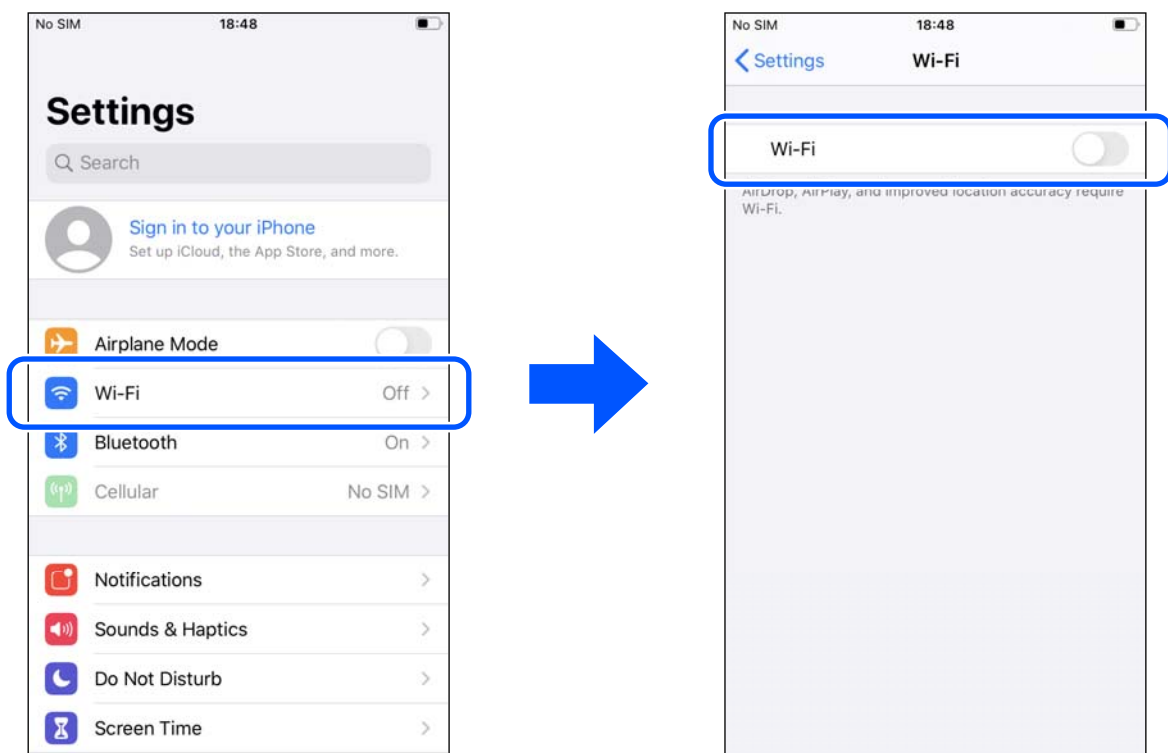 No SIM 18:48
Settings
Search
Sign in to your iPhone
Set up iCloud, the App Store, and more.
Airplane Mode
Wi-Fi Off
Bluetooth On
Cellular No SIM
Notifications
Sounds & Haptics
Do Not Disturb
Screen Time
No SIM 18:48
Settings Wi-Fi
Wi-Fi
AirDrop, AirPlay, and improved location accuracy require
Wi-Fi.